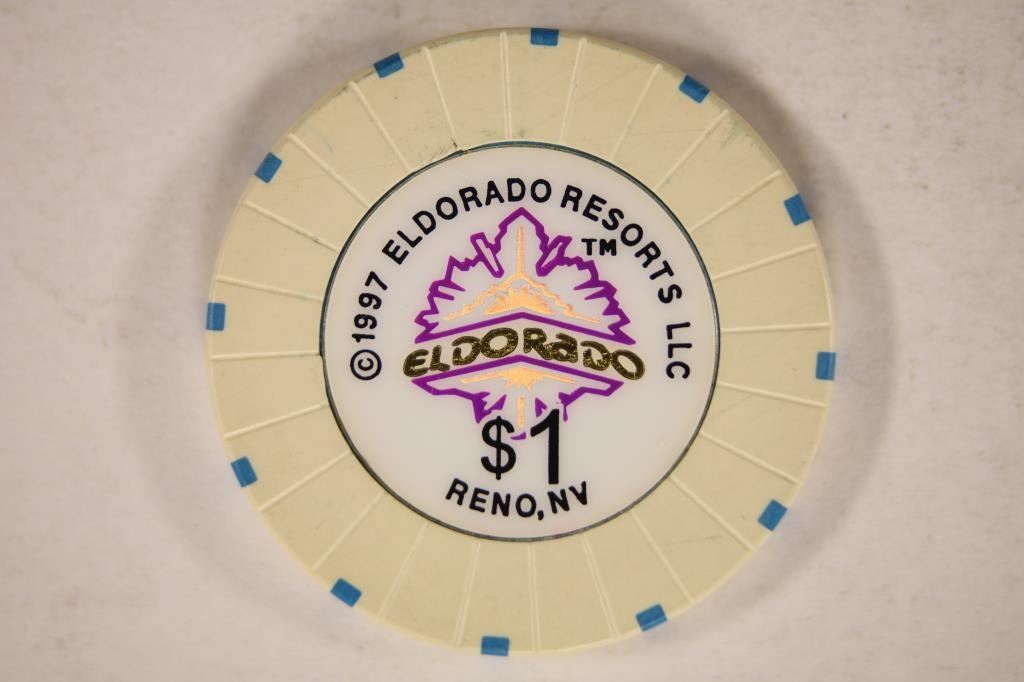 ©1997 ELDORADO RESORTS LLC
TM
ELDORaDO
$1
RENO, NV